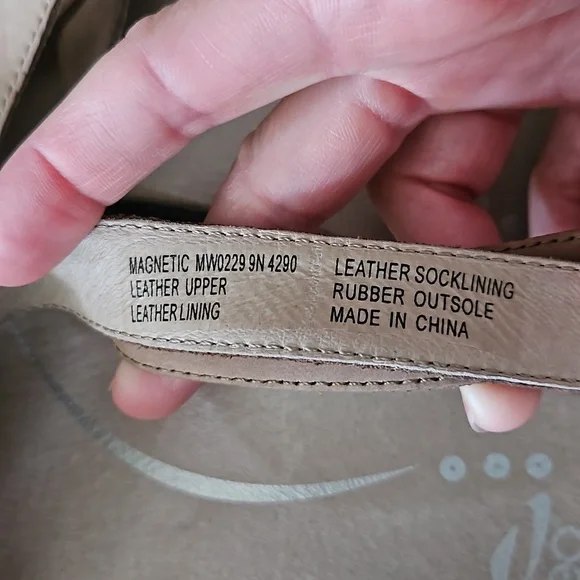 MAGNETIC MW0229 9N 4290
LEATHER UPPER
LEATHER LINING
LEATHER SOCKLINING
RUBBER OUTSOLE
MADE IN CHINA